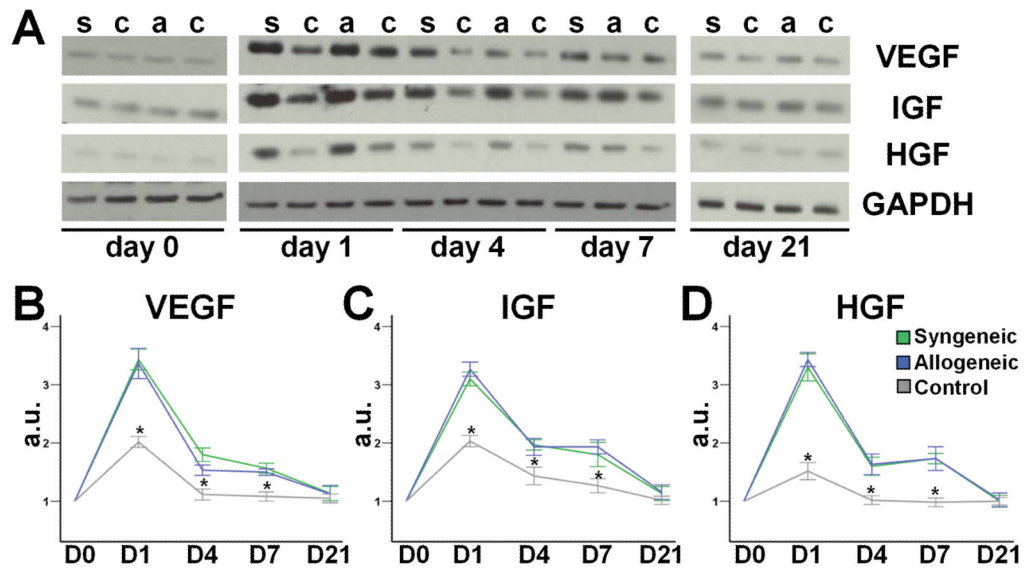 A
s c a c s c a c s c a c s a c s c a c
VEGF
IGF
HGF
GAPDH
day 0 day 1 day 4 day 7 day 21
B VEGF
a.u.
4
3
2
1
* * *
D0 D1 D4 D7 D21
C IGF
a.u.
4
3
2
1
* * *
D0 D1 D4 D7 D21
D HGF
a.u.
4
3
2
1
* * *
D0 D1 D4 D7 D21
Syngeneic
Allogeneic
Control